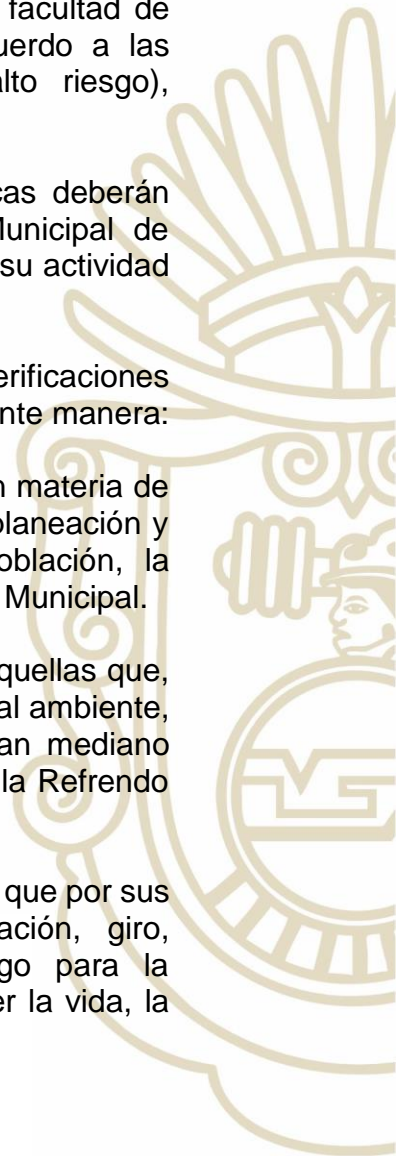 facultad de
uerdo a las
alto riesgo),
cas deberán
Municipal de
su actividad
erificaciones
ente manera:
n materia de
planeación y
oblación, la
Municipal.
quellas que,
al ambiente,
an mediano
la Refrendo
que por sus
ación, giro,
go para la
er la vida, la